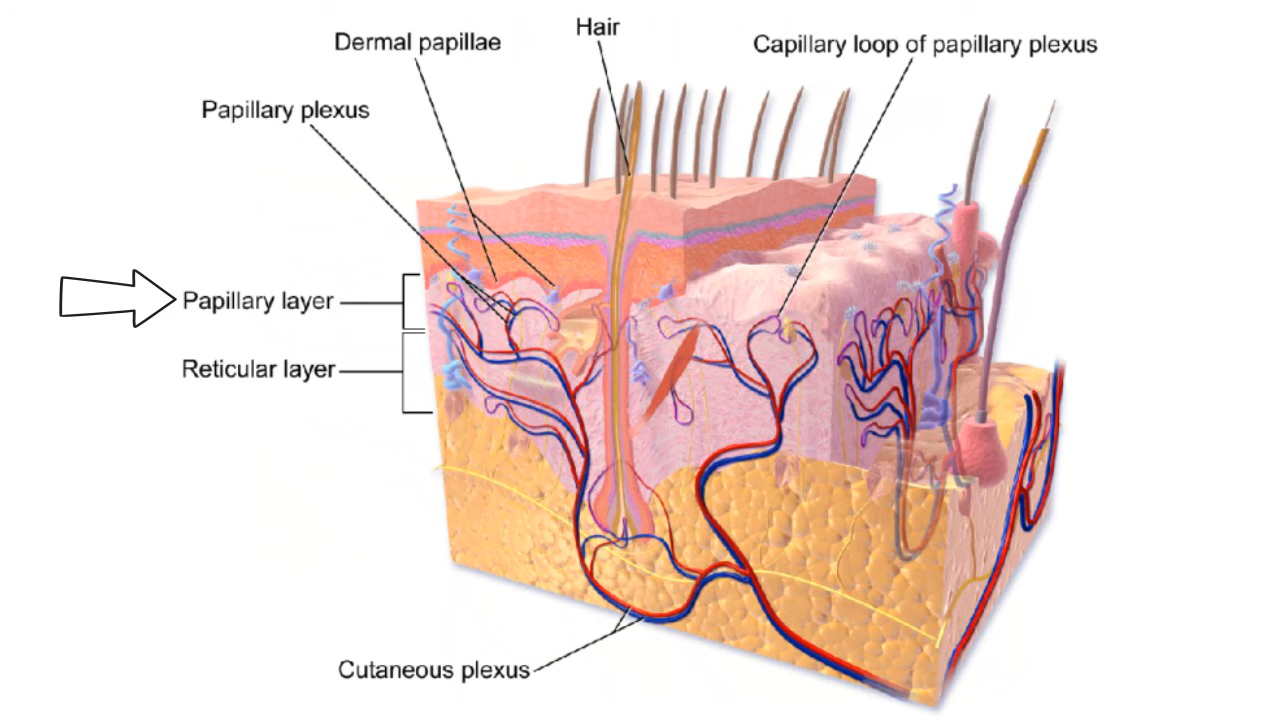 Hair
Dermal papillae
Capillary loop of papillary plexus
Papillary plexus
Papillary layer
Reticular layer
Cutaneous plexus